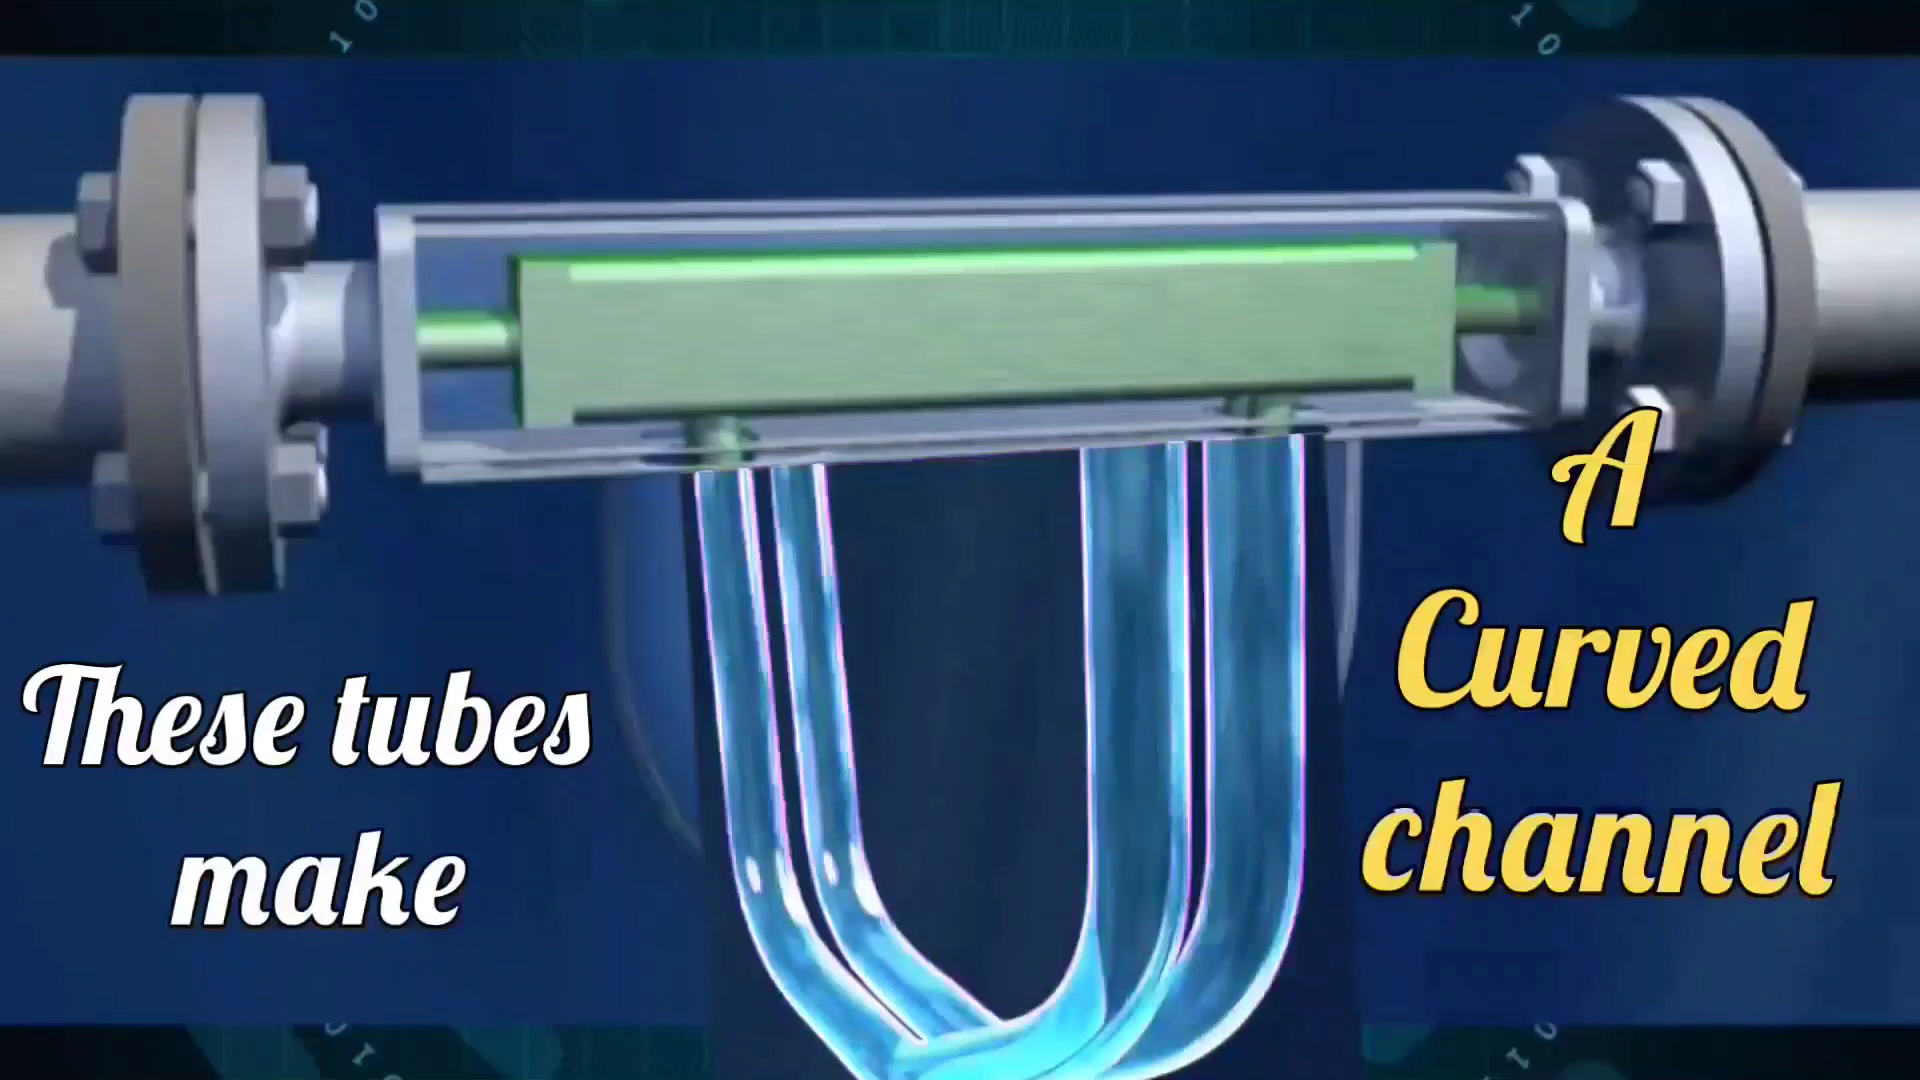 These tubes
make
A
Curved
channel